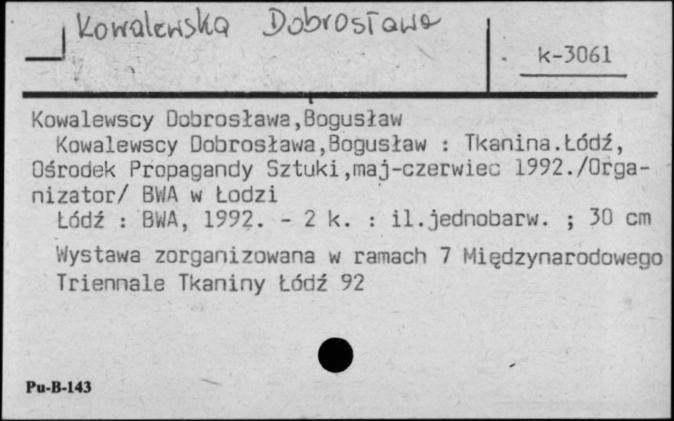 Kowalewska Dobrosława
k-3061
Kowalewscy Dobrosława,Bogusław
Kowalewscy Dobrosława,Bogusław : Tkanina.Łódź,
Ośrodek Propagandy Sztuki,maj-czerwiec 1992./Orga-
nizator/ BWA w Łodzi
Łódź : BWA, 1992. - 2 k. : il.jednobarw. ; 30 cm
Wystawa zorganizowana w ramach 7 Międzynarodowego
Triennale Tkaniny Łódź 92
Pu-B-143